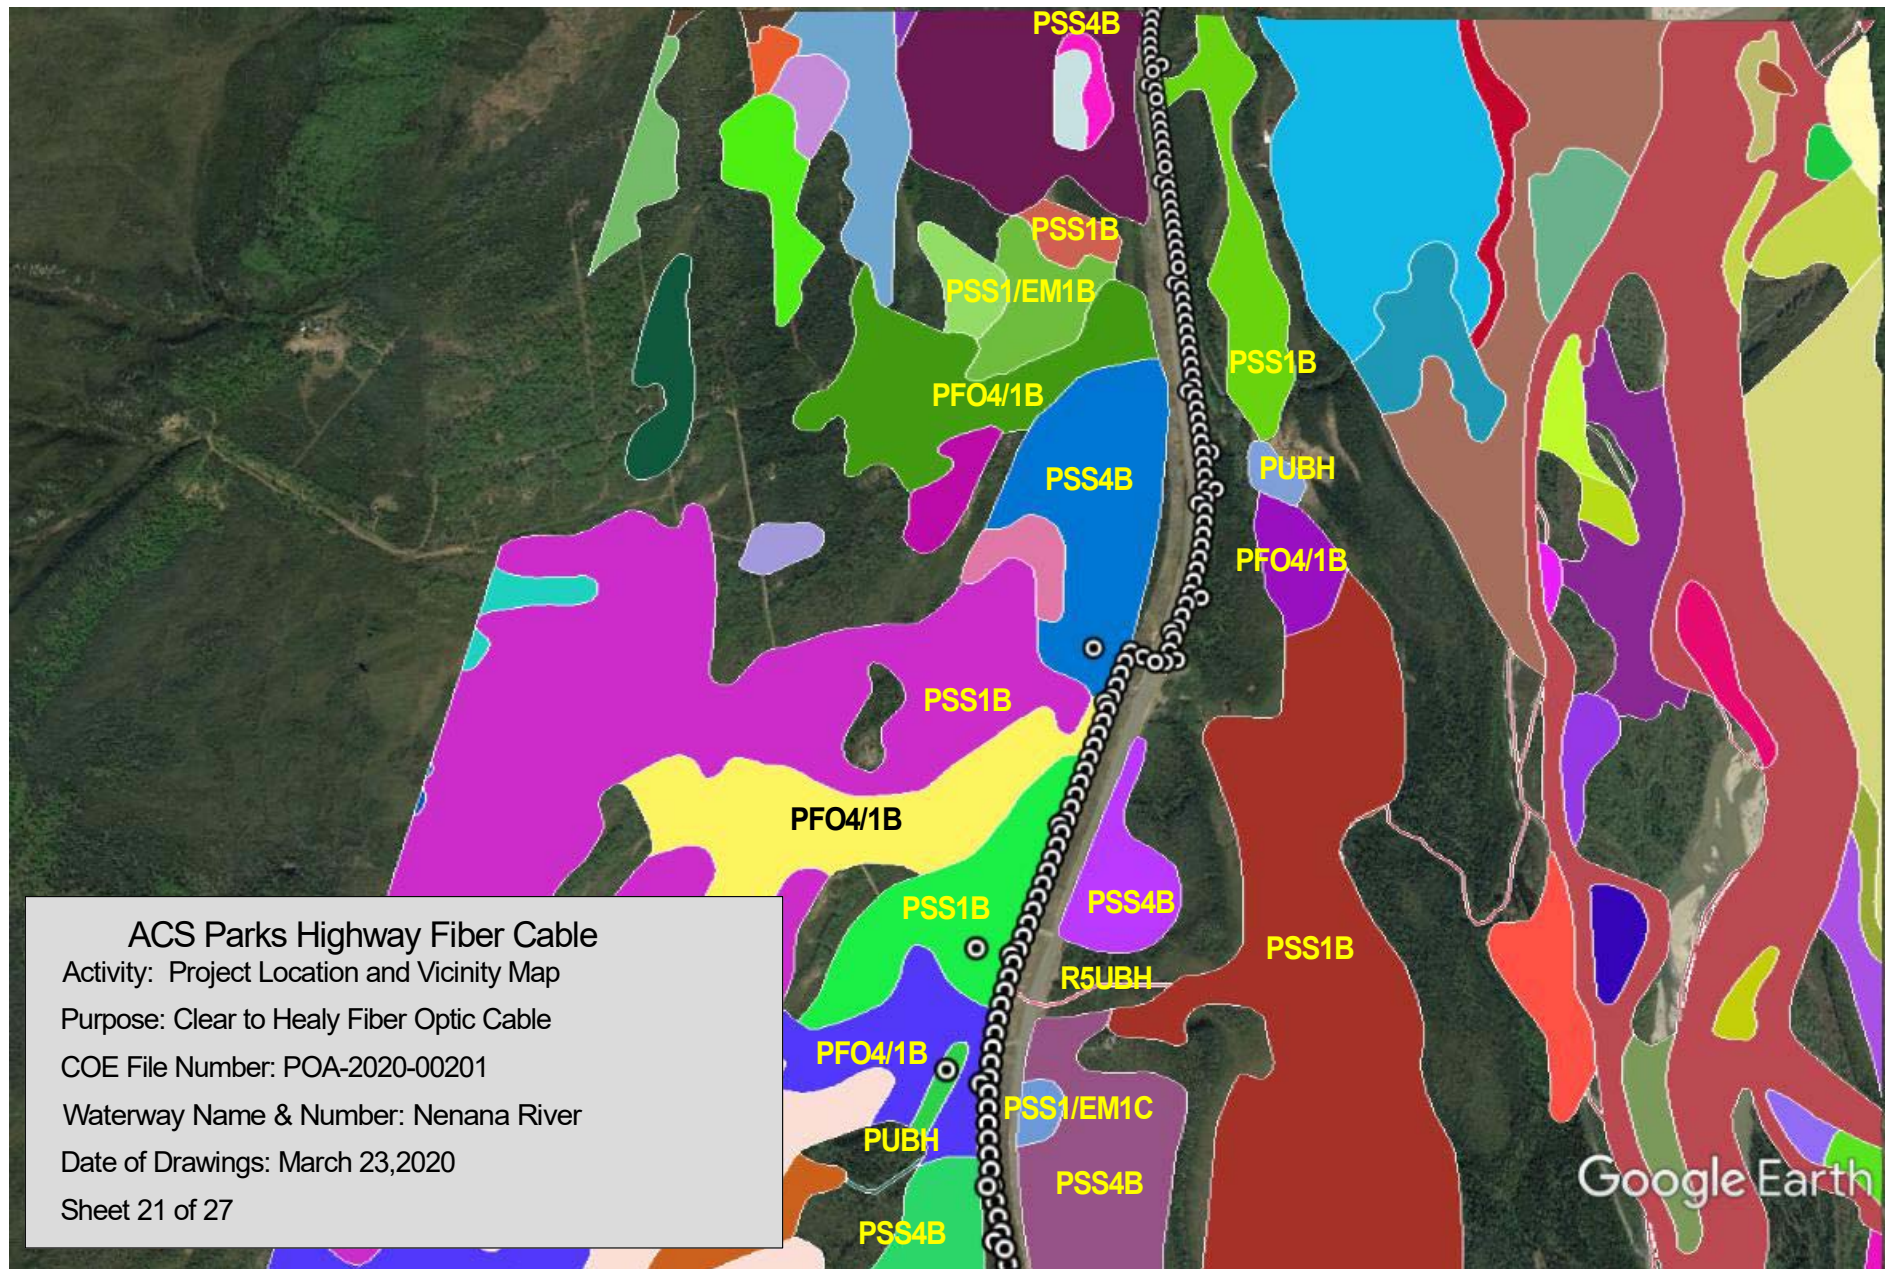 PSS4B
PSS1B
PSS1/EM1B
PSS1B
PFO4/1B
PSS4B
PUBH
PFO4/1B
PSS1B
PFO4/1B
PSS4B
PSS1B
PSS1B
R5UBH
PFO4/1B
PSS1/EM1C
PUBH
PSS4B
PSS4B
ACS Parks Highway Fiber Cable
Activity: Project Location and Vicinity Map
Purpose: Clear to Healy Fiber Optic Cable
COE File Number: POA-2020-00201
Waterway Name & Number: Nenana River
Date of Drawings: March 23,2020
Sheet 21 of 27
Google Earth